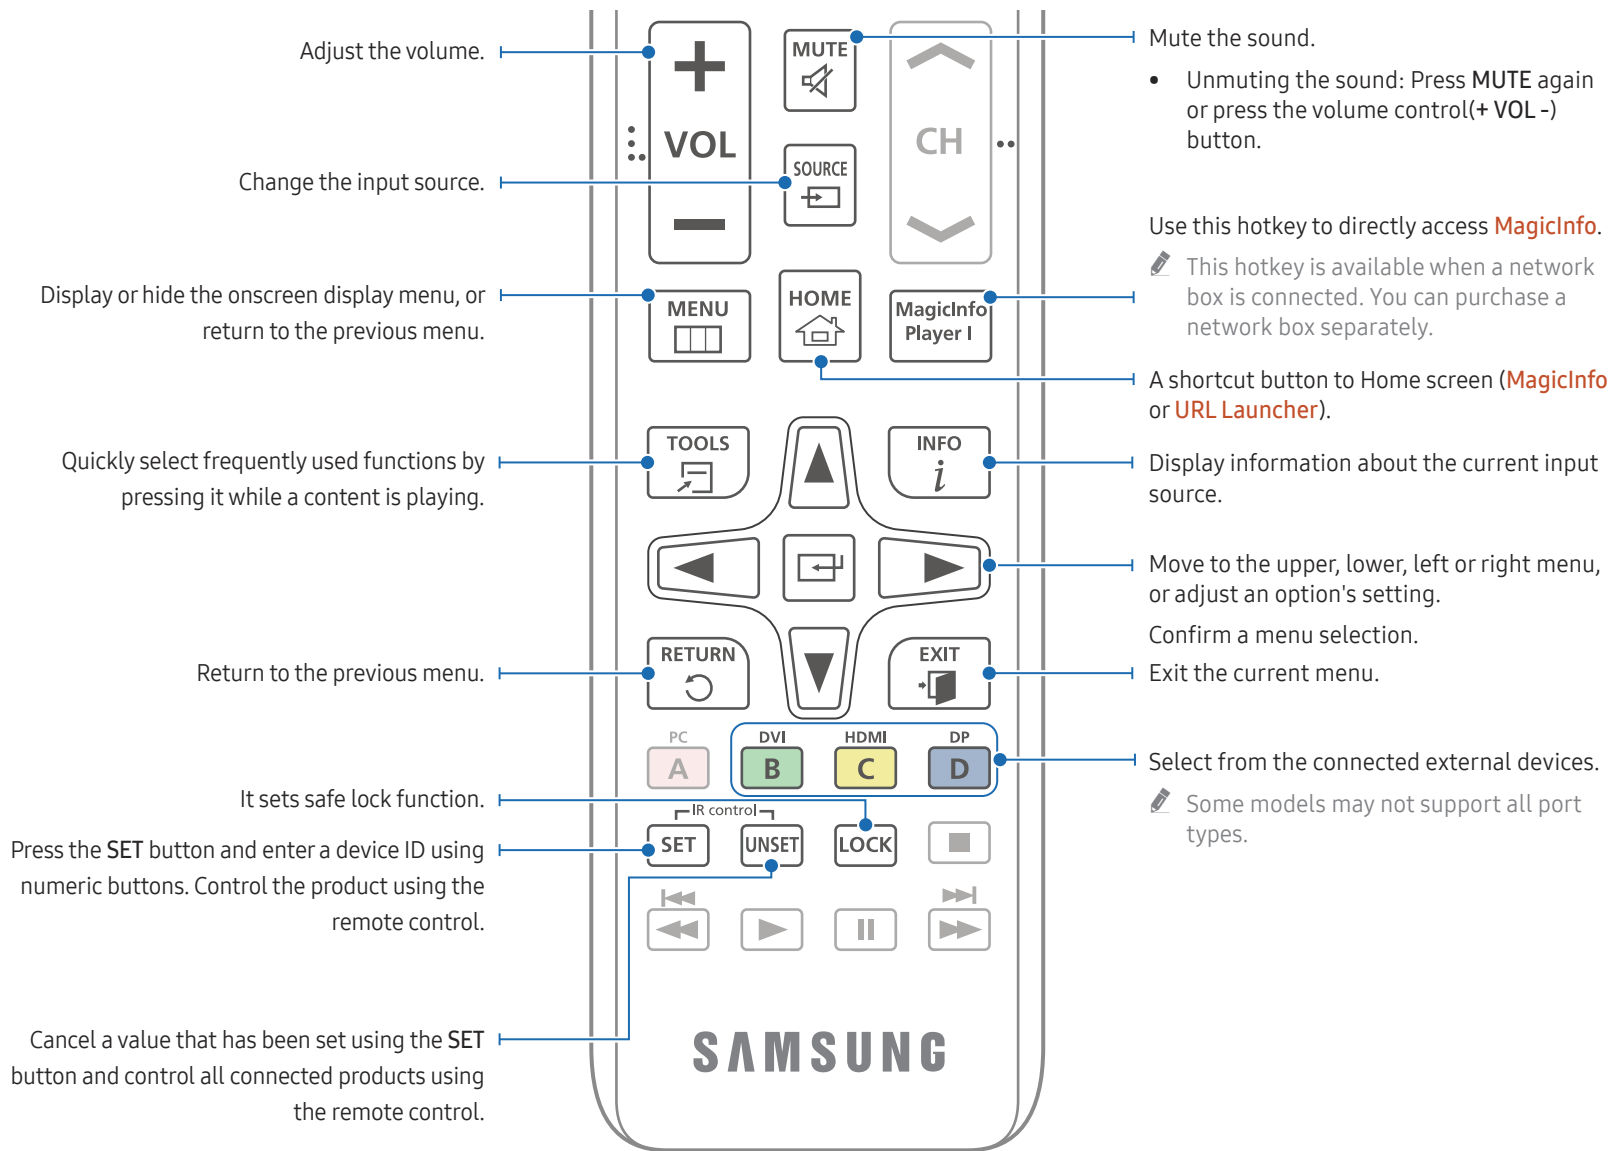 Adjust the volume.
Change the input source.
Display or hide the onscreen display menu, or
return to the previous menu.
Quickly select frequently used functions by
pressing it while a content is playing.
Return to the previous menu.
It sets safe lock function.
Press the SET button and enter a device ID using
numeric buttons. Control the product using the
remote control.
Cancel a value that has been set using the SET
button and control all connected products using
the remote control.
VOL
MUTE
SOURCE
CH
MENU
HOME
MagicInfo
Player I
TOOLS
INFO
i
RETURN
EXIT
PC
DVI
HDMI
DP
A
B
C
D
IR control
SET
UNSET
LOCK
SAMSUNG
Mute the sound.
• Unmuting the sound: Press MUTE again
or press the volume control(+ VOL -)
button.
Use this hotkey to directly access MagicInfo.
This hotkey is available when a network
box is connected. You can purchase a
network box separately.
A shortcut button to Home screen (MagicInfo
or URL Launcher).
Display information about the current input
source.
Move to the upper, lower, left or right menu,
or adjust an option's setting.
Confirm a menu selection.
Exit the current menu.
Select from the connected external devices.
Some models may not support all port
types.